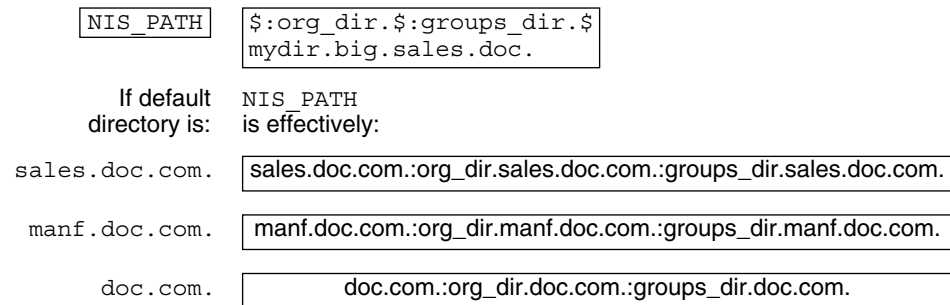 NIS_PATH $:org_dir.$:groups_dir.$
mydir.big.sales.doc.
If default NIS_PATH
directory is: is effectively:
sales.doc.com. sales.doc.com.:org_dir.sales.doc.com.:groups_dir.sales.doc.com.
manf.doc.com. manf.doc.com.:org_dir.manf.doc.com.:groups_dir.manf.doc.com.
doc.com. doc.com.:org_dir.doc.com.:groups_dir.doc.com.